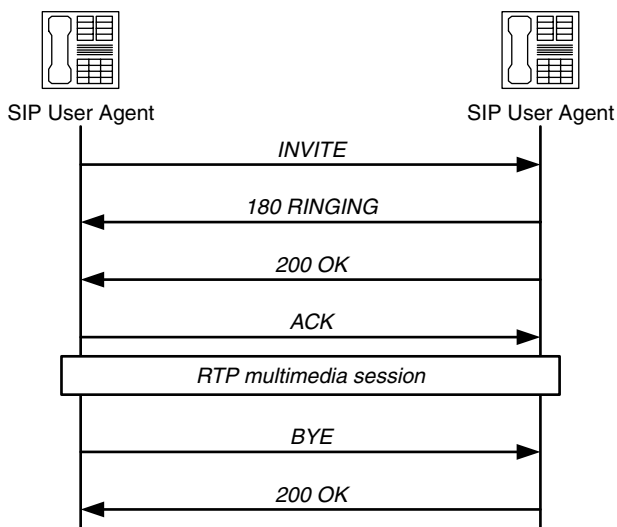 SIP User Agent
SIP User Agent
INVITE
180 RINGING
200 OK
ACK
RTP multimedia session
BYE
200 OK